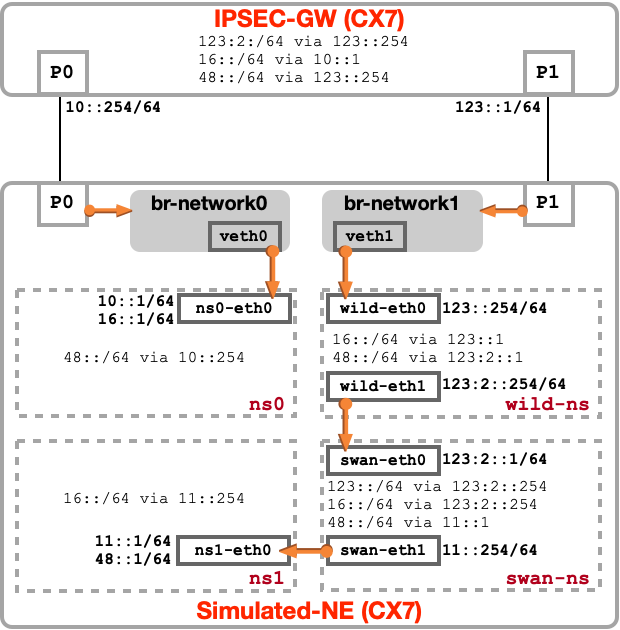 IPSEC-GW (CX7)
123:2:/64 via 123::254
16::/64 via 10::1
48::/64 via 123::254
P0
P1
10::254/64
123::1/64
P0
br-network0
br-network1
P1
veth0
veth1
10::1/64
16::1/64
ns0-eth0
wild-eth0
123::254/64
48::/64 via 10::254
16::/64 via 123::1
48::/64 via 123:2::1
wild-eth1
123:2::254/64
ns0
wild-ns
swan-eth0
123:2::1/64
16::/64 via 11::254
123::/64 via 123:2::254
16::/64 via 123:2::254
48::/64 via 11::1
11::1/64
48::1/64
ns1-eth0
swan-eth1
11::254/64
ns1
swan-ns
Simulated-NE (CX7)